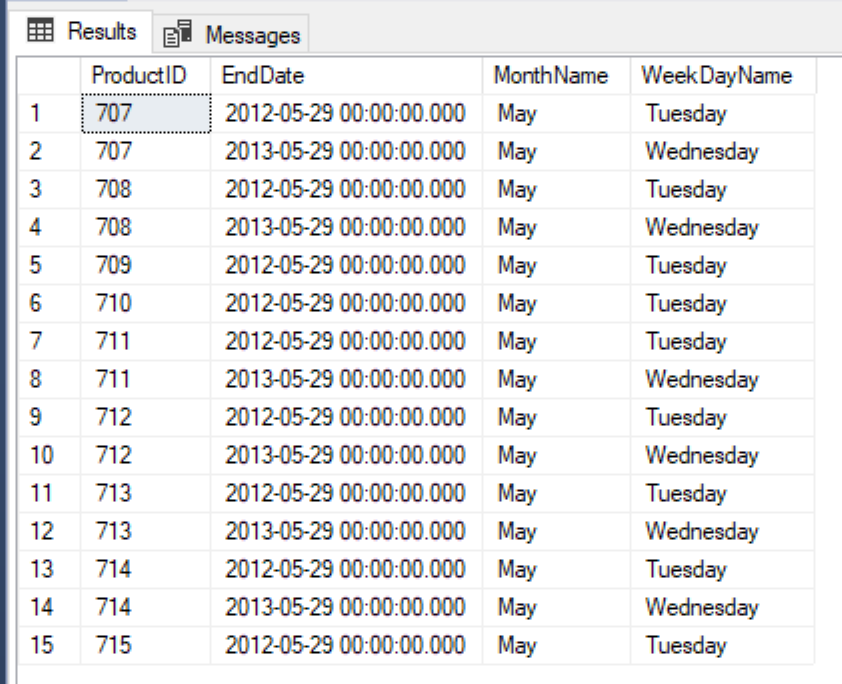 Results Messages
ProductID EndDate MonthName WeekDayName
1 707 2012-05-29 00:00:00.000 May Tuesday
2 707 2013-05-29 00:00:00.000 May Wednesday
3 708 2012-05-29 00:00:00.000 May Tuesday
4 708 2013-05-29 00:00:00.000 May Wednesday
5 709 2012-05-29 00:00:00.000 May Tuesday
6 710 2012-05-29 00:00:00.000 May Tuesday
7 711 2012-05-29 00:00:00.000 May Tuesday
8 711 2013-05-29 00:00:00.000 May Wednesday
9 712 2012-05-29 00:00:00.000 May Tuesday
10 712 2013-05-29 00:00:00.000 May Wednesday
11 713 2012-05-29 00:00:00.000 May Tuesday
12 713 2013-05-29 00:00:00.000 May Wednesday
13 714 2012-05-29 00:00:00.000 May Tuesday
14 714 2013-05-29 00:00:00.000 May Wednesday
15 715 2012-05-29 00:00:00.000 May Tuesday